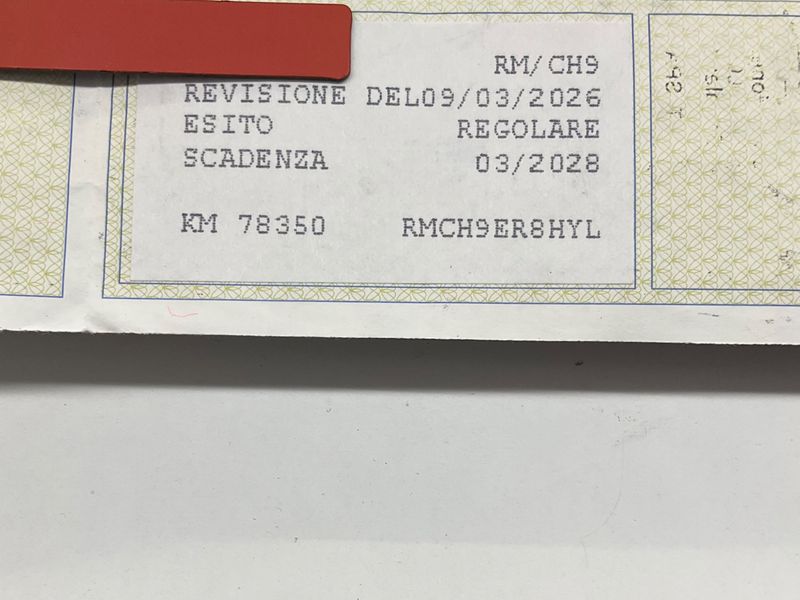 RM/CH9
REVISIONE DEL09/03/2026
ESITO REGOLARE
SCADENZA 03/2028
KM 78350 RMCH9ER8HYL